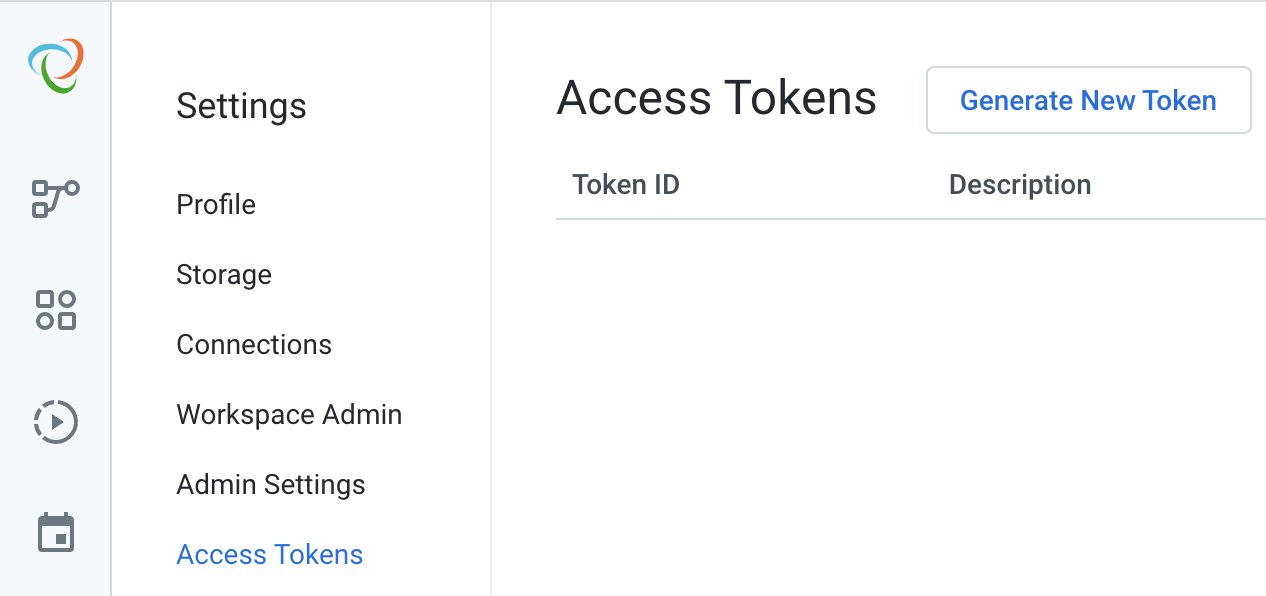 Settings
Profile
Storage
Connections
Workspace Admin
Admin Settings
Access Tokens
Access Tokens
Generate New Token
Token ID
Description